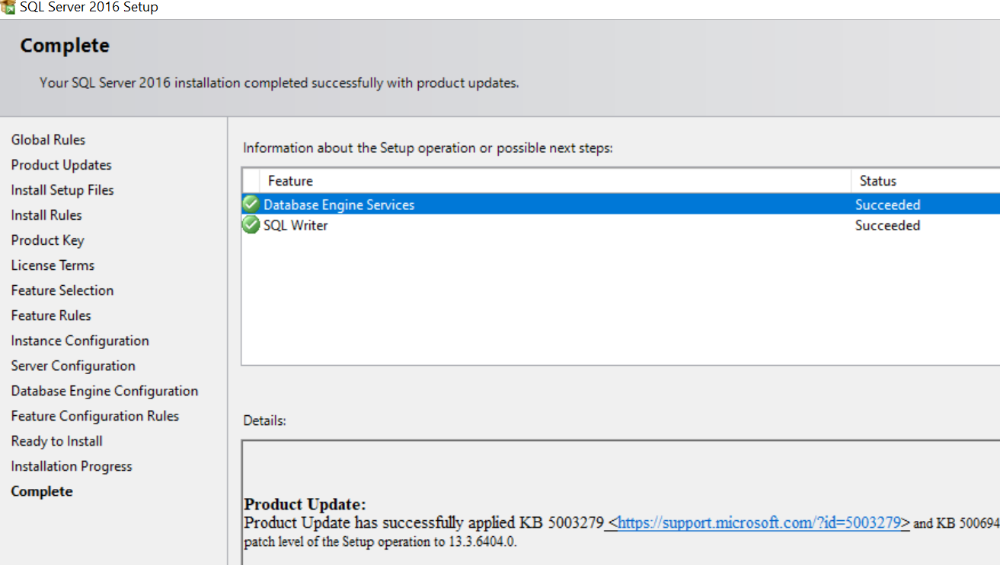 SQL Server 2016 Setup
Complete
Your SQL Server 2016 installation completed successfully with product updates.
Global Rules
Product Updates
Install Setup Files
Install Rules
Product Key
License Terms
Feature Selection
Feature Rules
Instance Configuration
Server Configuration
Database Engine Configuration
Feature Configuration Rules
Ready to Install
Installation Progress
Complete
Information about the Setup operation or possible next steps:
Feature Status
Database Engine Services Succeeded
SQL Writer Succeeded
Details:
Product Update:
Product Update has successfully applied KB 5003279 <https://support.microsoft.com/?id=5003279> and KB 500694
patch level of the Setup operation to 13.3.6404.0.